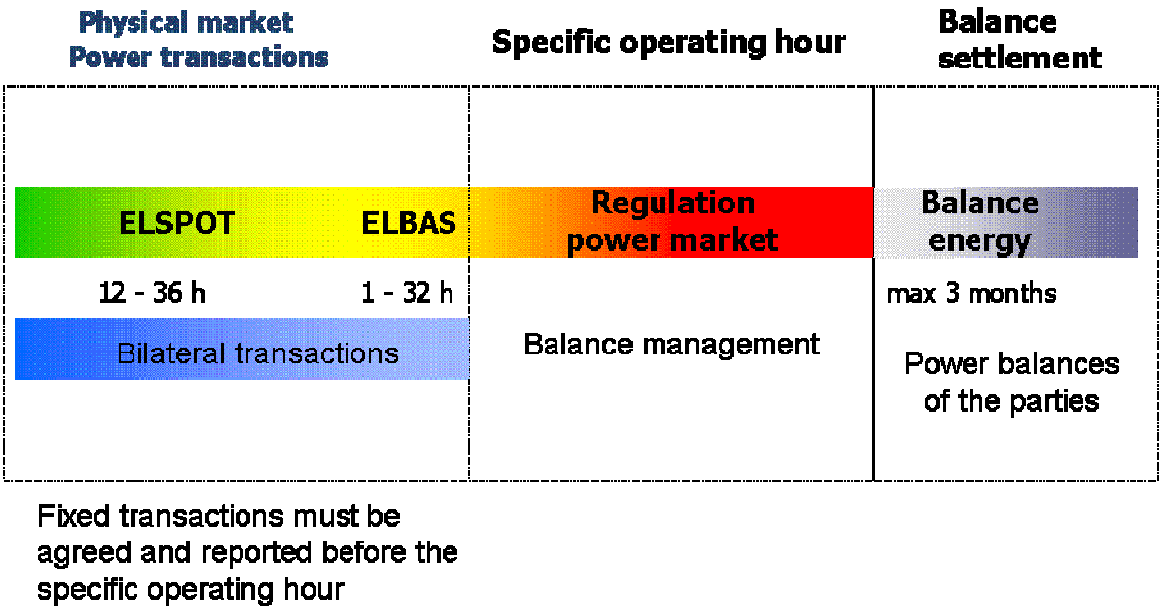 Physical market
Power transactions
Specific operating hour
Balance
settlement
ELSPOT
ELBAS
Regulation
power market
Balance
energy
12 - 36 h
1 - 32 h
max 3 months
Bilateral transactions
Balance management
Power balances
of the parties
Fixed transactions must be
agreed and reported before the
specific operating hour